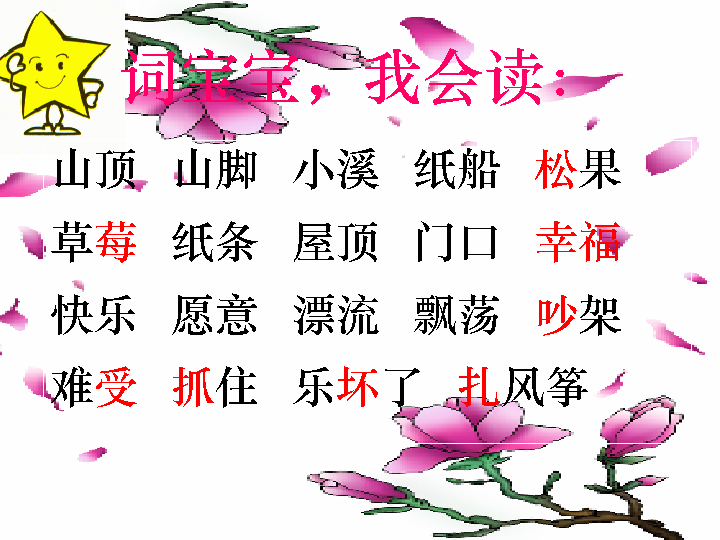 词宝宝，我会读：
山顶 山脚 小溪 纸船 松果
草莓 纸条 屋顶 门口 幸福
快乐 愿意 漂流 飘荡 吵架
难受 抓住 乐坏了 扎风筝